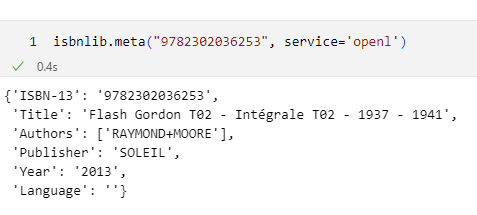 1 isbnlib.meta("9782302036253", service='openl')
0.4s
{'ISBN-13': '9782302036253',
'Title': 'Flash Gordon T02 - Intégrale T02 - 1937 - 1941',
'Authors': ['RAYMOND+MOORE'],
'Publisher': 'SOLEIL',
'Year': '2013',
'Language': ''}